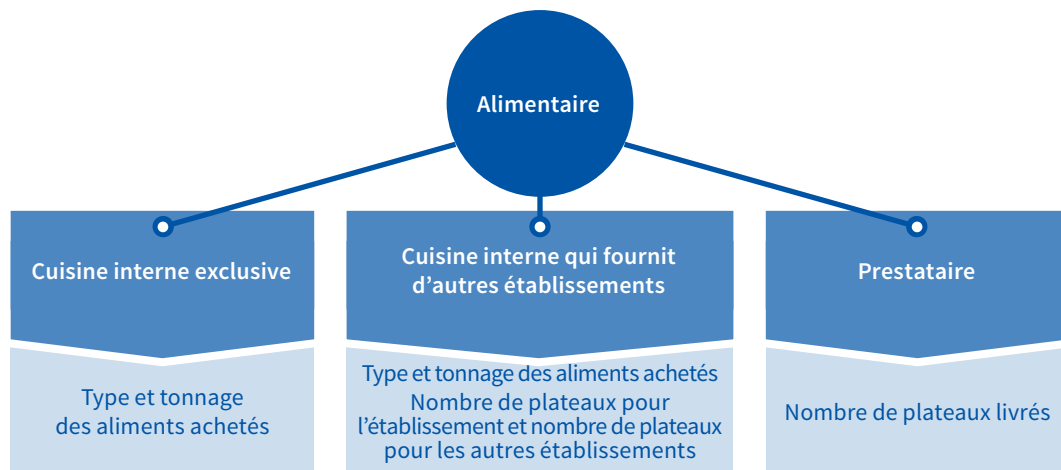 Alimentaire
Cuisine interne exclusive
Type et tonnage
des aliments achetés
Cuisine interne qui fournit
d’autres établissements
Type et tonnage des aliments achetés
Nombre de plateaux pour
l’établissement et nombre de plateaux
pour les autres établissements
Prestataire
Nombre de plateaux livrés